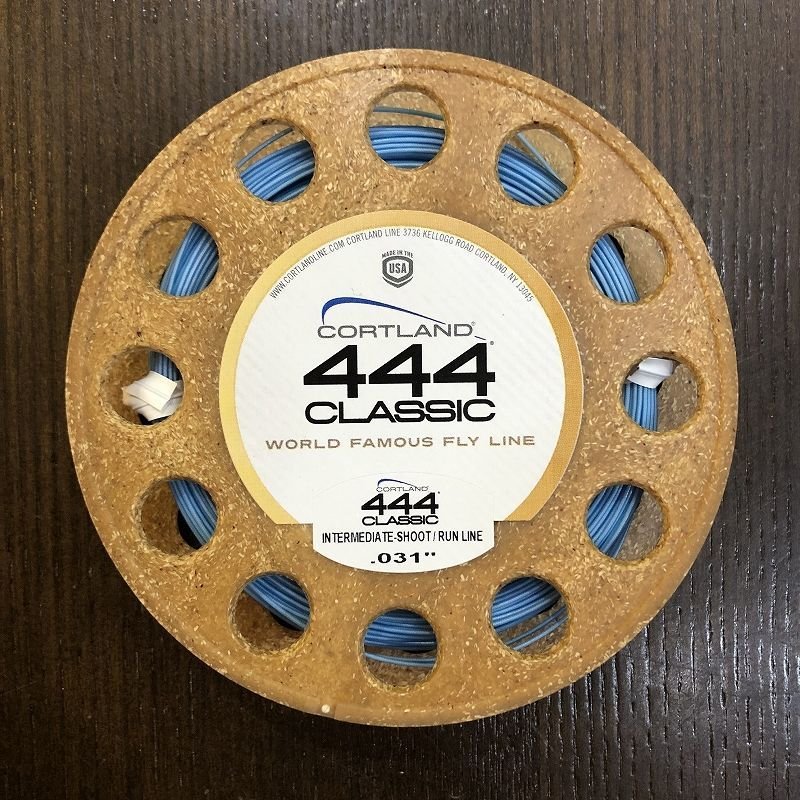 WWW.CORTLANDLINE.COM CORTLAND LINE 3736 KELLOGG ROAD CORTLAND, NY 13045
MADE IN THE
USA
CORTLAND®
444®
CLASSIC
WORLD FAMOUS FLY LINE
CORTLAND
444®
CLASSIC
INTERMEDIATE-SHOOT / RUN LINE
.031"